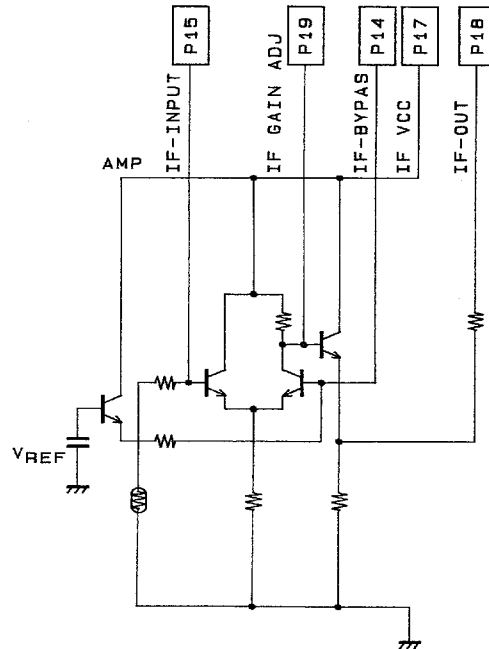 P15
P19
P14
P17
P18
IF-INPUT
IF GAIN ADJ
IF-BYPAS
IF VCC
IF-OUT
AMP
VREF